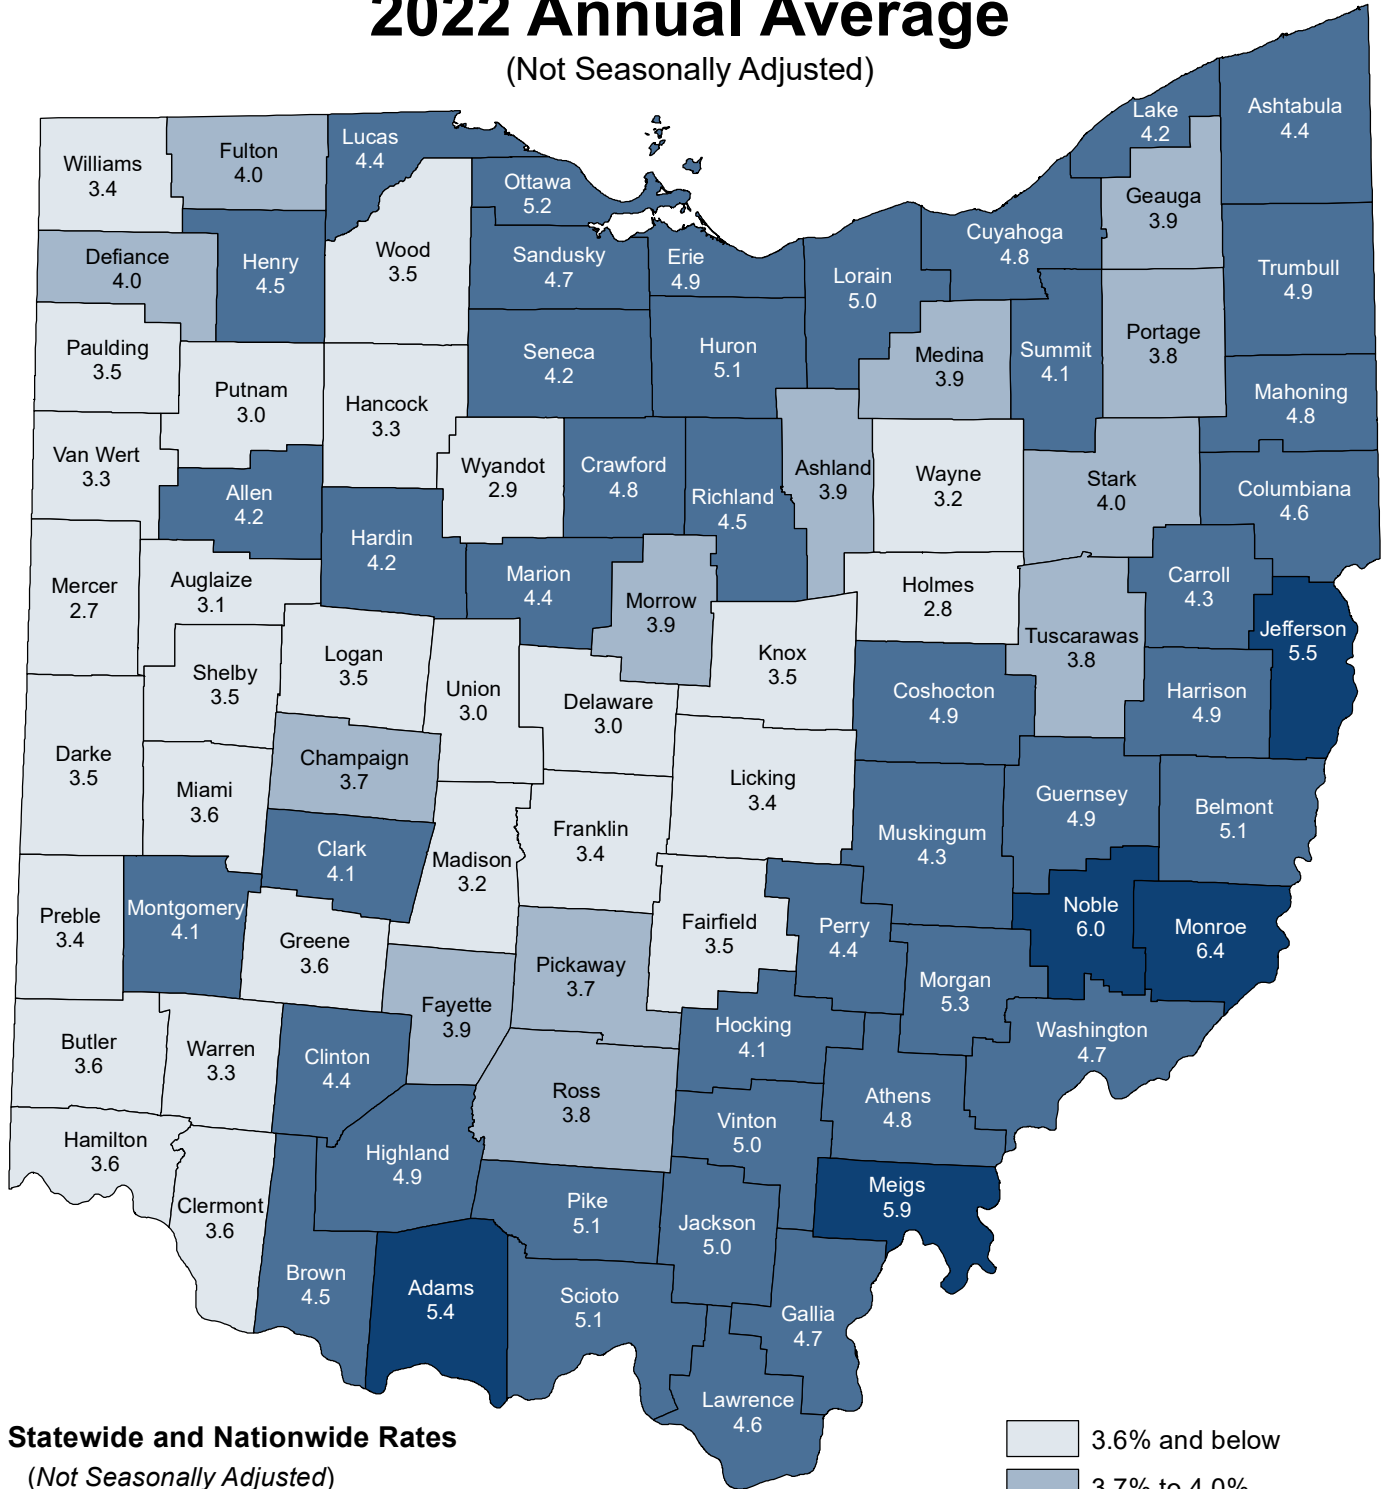 2022 Annual Average
(Not Seasonally Adjusted)
Lake
4.2
Ashtabula
4.4
Williams
3.4
Fulton
4.0
Lucas
4.4
Ottawa
5.2
Geauga
3.9
Defiance
4.0
Henry
4.5
Wood
3.5
Sandusky
4.7
Erie
4.9
Lorain
5.0
Cuyahoga
4.8
Trumbull
4.9
Paulding
3.5
Putnam
3.0
Hancock
3.3
Seneca
4.2
Huron
5.1
Medina
3.9
Summit
4.1
Portage
3.8
Mahoning
4.8
Van Wert
3.3
Allen
4.2
Wyandot
2.9
Crawford
4.8
Richland
4.5
Ashland
3.9
Wayne
3.2
Stark
4.0
Columbiana
4.6
Mercer
2.7
Auglaize
3.1
Hardin
4.2
Marion
4.4
Morrow
3.9
Holmes
2.8
Tuscarawas
3.8
Carroll
4.3
Jefferson
5.5
Shelby
3.5
Logan
3.5
Union
3.0
Delaware
3.0
Knox
3.5
Coshocton
4.9
Harrison
4.9
Darke
3.5
Miami
3.6
Champaign
3.7
Licking
3.4
Guernsey
4.9
Belmont
5.1
Clark
4.1
Madison
3.2
Franklin
3.4
Muskingum
4.3
Preble
3.4
Montgomery
4.1
Greene
3.6
Fairfield
3.5
Perry
4.4
Noble
6.0
Monroe
6.4
Fayette
3.9
Pickaway
3.7
Morgan
5.3
Butler
3.6
Warren
3.3
Clinton
4.4
Hocking
4.1
Washington
4.7
Ross
3.8
Athens
4.8
Hamilton
3.6
Highland
4.9
Vinton
5.0
Clermont
3.6
Pike
5.1
Jackson
5.0
Meigs
5.9
Brown
4.5
Adams
5.4
Scioto
5.1
Gallia
4.7
Lawrence
4.6
Statewide and Nationwide Rates
(Not Seasonally Adjusted)
3.6% and below
3.7% to 4.0%